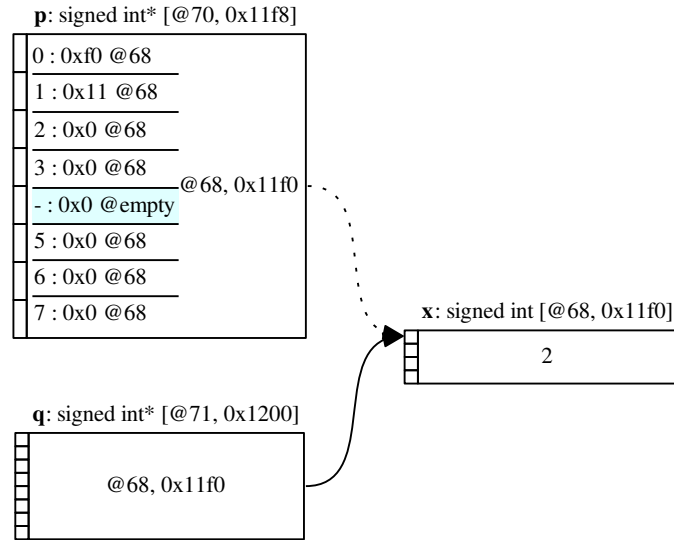 p: signed int* [@70, 0x11f8]
0 : 0xf0 @68
1 : 0x11 @68
2 : 0x0 @68
3 : 0x0 @68
@68, 0x11f0
- : 0x0 @empty
5 : 0x0 @68
6 : 0x0 @68
7 : 0x0 @68
x: signed int [@68, 0x11f0]
2
q: signed int* [@71, 0x1200]
@68, 0x11f0